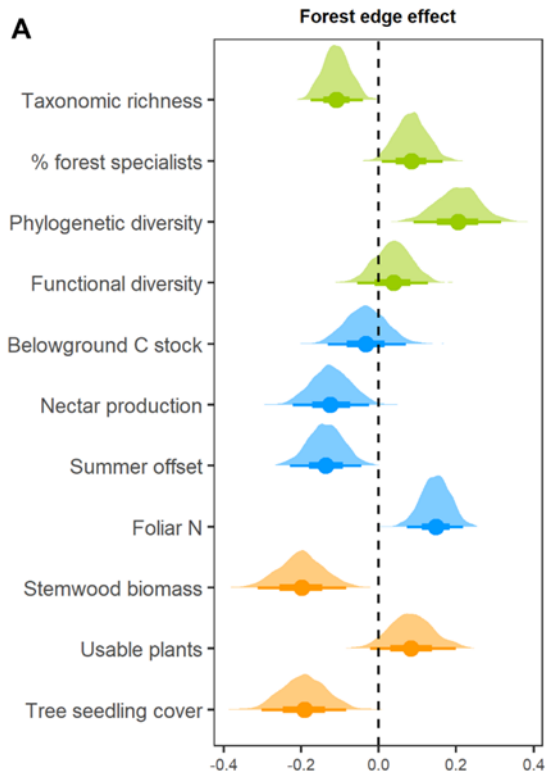 A
Forest edge effect
Taxonomic richness
% forest specialists
Phylogenetic diversity
Functional diversity
Belowground C stock
Nectar production
Summer offset
Foliar N
Stemwood biomass
Usable plants
Tree seedling cover
-0.4 -0.2 0.0 0.2 0.4